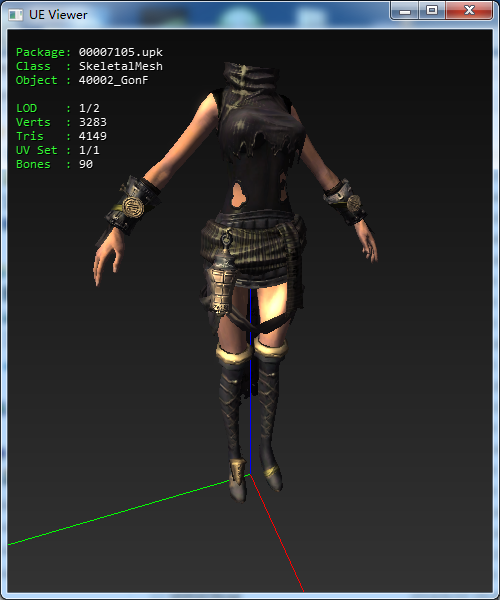 UE Viewer
Package: 00007105.upk
Class : SkeletalMesh
Object : 40002_GonF
LOD : 1/2
Verts : 3283
Tris : 4149
UV Set : 1/1
Bones : 90